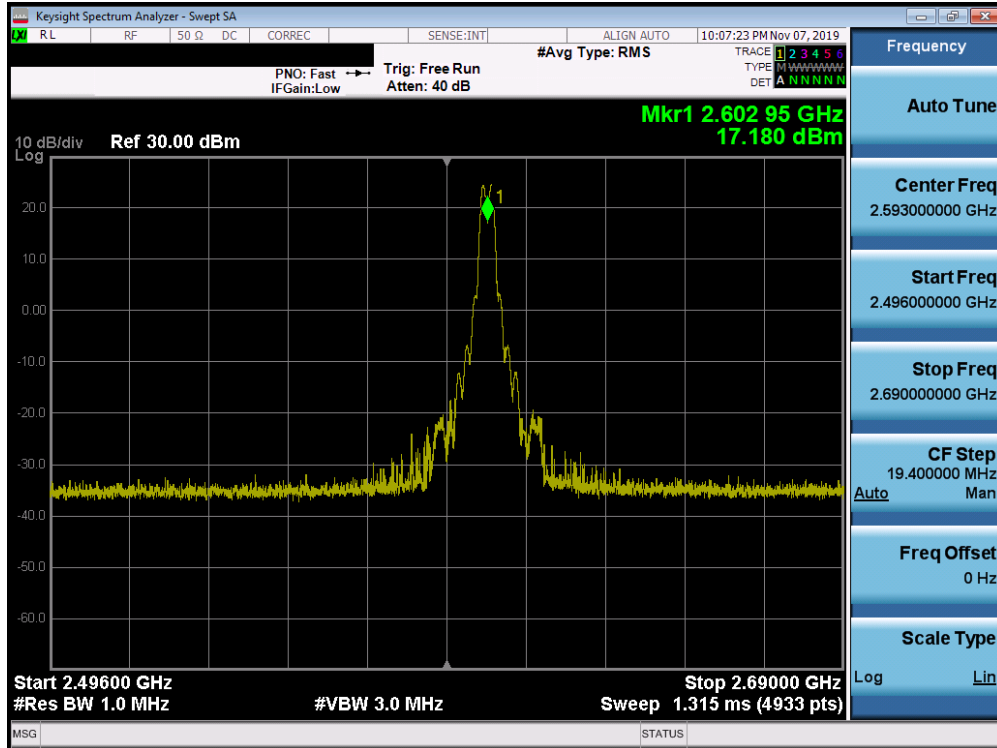 Keysight Spectrum Analyzer - Swept SA
LXI RL RF 50 Ω DC CORREC SENSE:INT ALIGN AUTO 10:07:23 PM Nov 07, 2019
#Avg Type: RMS
TRACE 1 2 3 4 5 6
PNO: Fast Trig: Free Run
TYPE M W W W W W
IFGain:Low Atten: 40 dB
DET A N N N N N
Mkr1 2.602 95 GHz
17.180 dBm
10 dB/div Ref 30.00 dBm
Log
1
20.0
10.0
0.00
-10.0
-20.0
-30.0
-40.0
-50.0
-60.0
Start 2.49600 GHz Stop 2.69000 GHz
#Res BW 1.0 MHz #VBW 3.0 MHz Sweep 1.315 ms (4933 pts)
MSG STATUS
Frequency
Auto Tune
Center Freq
2.593000000 GHz
Start Freq
2.496000000 GHz
Stop Freq
2.690000000 GHz
CF Step
19.400000 MHz
Auto Man
Freq Offset
0 Hz
Scale Type
Log Lin